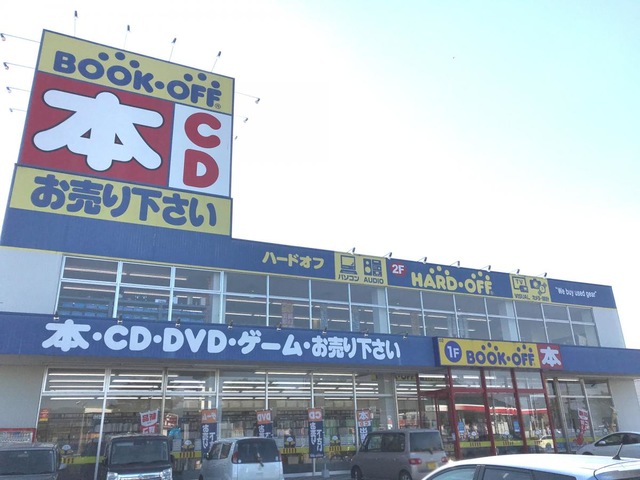 BOOK・OFF®
本
CD
お売り下さい
ハードオフ
パソコン AUDIO
2F HARD・OFF
VISUAL
"We buy used gear"
本・CD・DVD・ゲーム・お売り下さい
1F BOOK・OFF 本